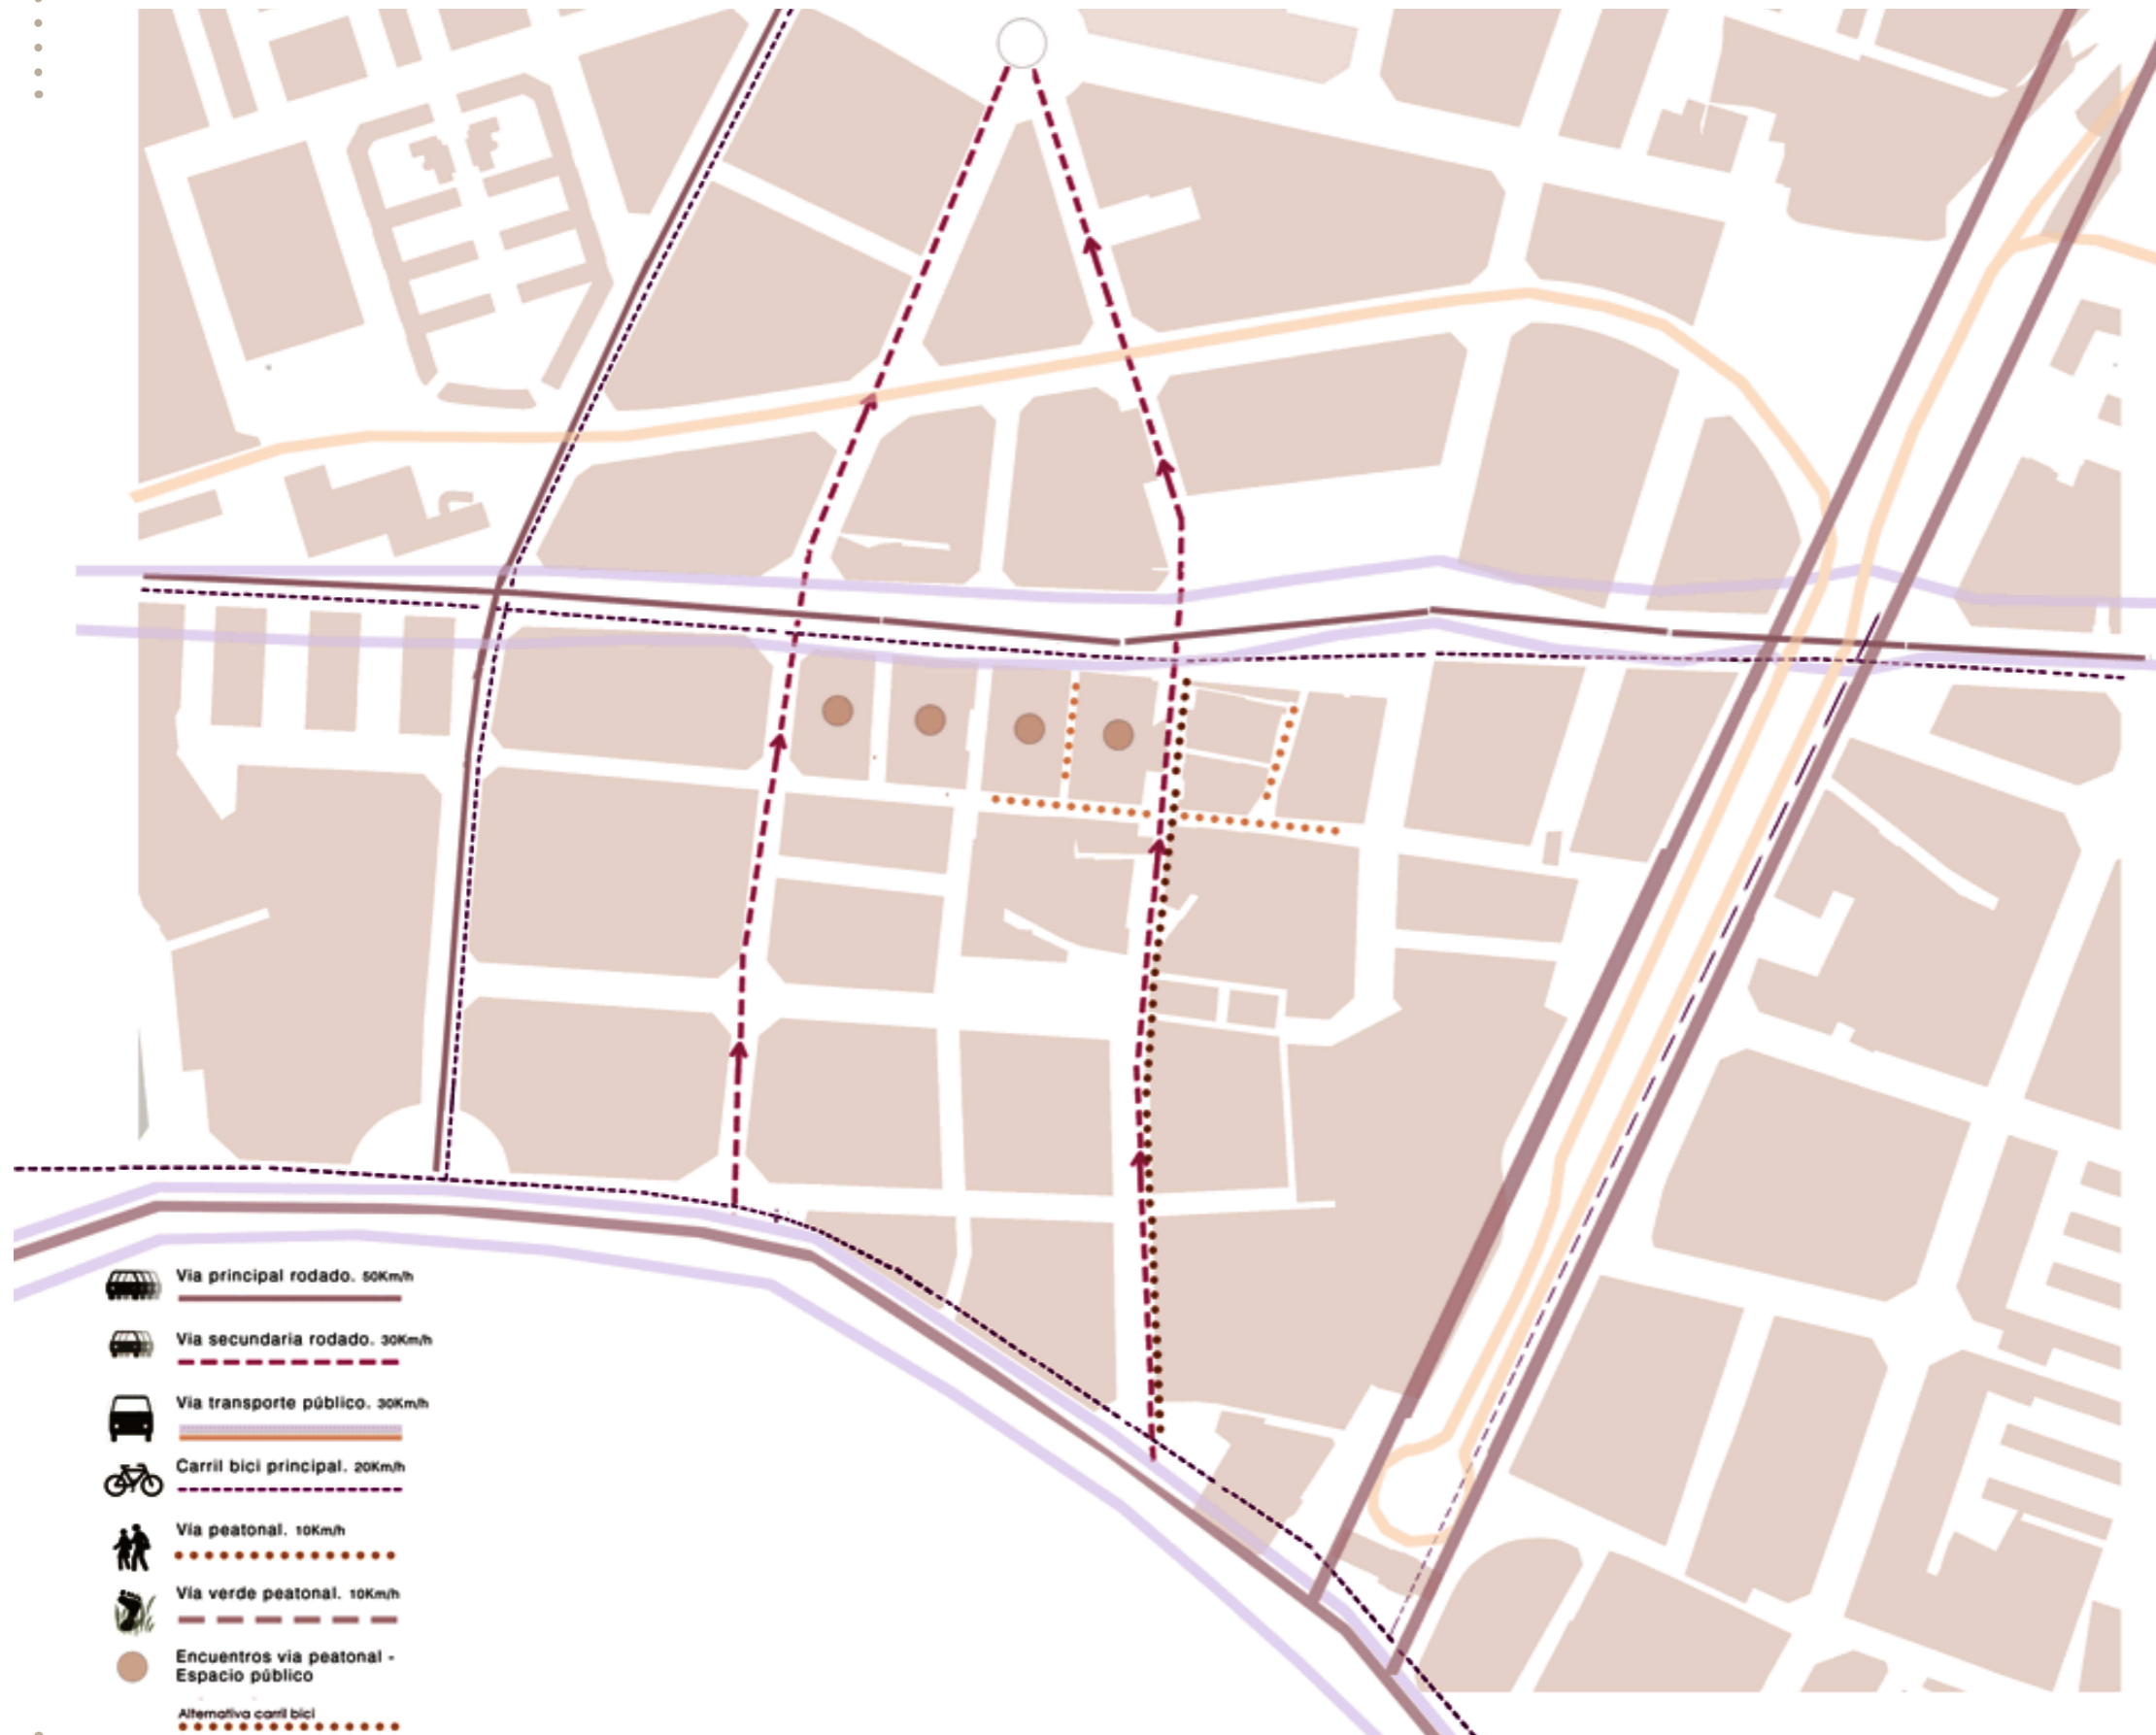 Via principal rodado. 50Km/h
Via secundaria rodado. 30Km/h
Via transporte público. 30Km/h
Carril bici principal. 20Km/h
Via peatonal. 10Km/h
Vía verde peatonal. 10Km/h
Encuentros via peatonal -
Espacio público
Alternativa carril bici